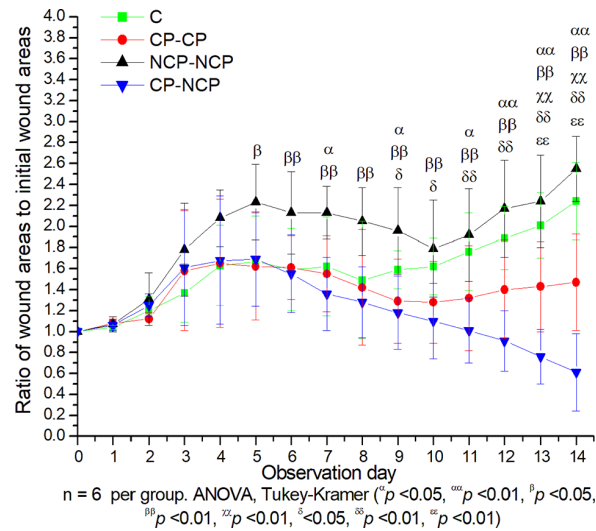 C
CP-CP
NCP-NCP
CP-NCP
Ratio of wound areas to initial wound areas
4.0
3.8
3.6
3.4
3.2
3.0
2.8
2.6
2.4
2.2
2.0
1.8
1.6
1.4
1.2
1.0
0.8
0.6
0.4
0.2
0.0
β
ββ
α
ββ
ββ
α
ββ
δ
ββ
δ
α
ββ
δδ
αα
ββ
δδ
αα
ββ
χχ
δδ
εε
αα
ββ
χχ
δδ
εε
0 1 2 3 4 5 6 7 8 9 10 11 12 13 14
Observation day
n = 6 per group. ANOVA, Tukey-Kramer (ᵅp <0.05, ᵅᵅp <0.01, ᵝp <0.05,
ᵝᵝp <0.01, ᵡᵡp <0.01, ᵟ<0.05, ᵟᵟp <0.01, ᵋᵋp <0.01)